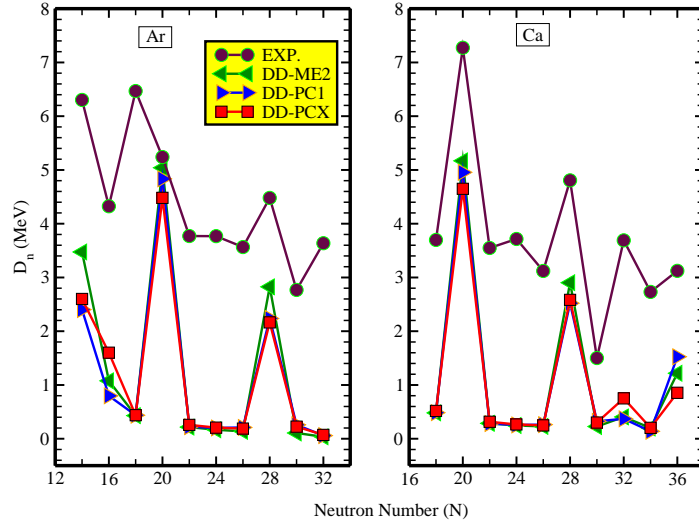 Ar
Ca
EXP.
DD-ME2
DD-PC1
DD-PCX
D_n (MeV)
8
7
6
5
4
3
2
1
0
12 16 20 24 28 32
16 20 24 28 32 36
Neutron Number (N)